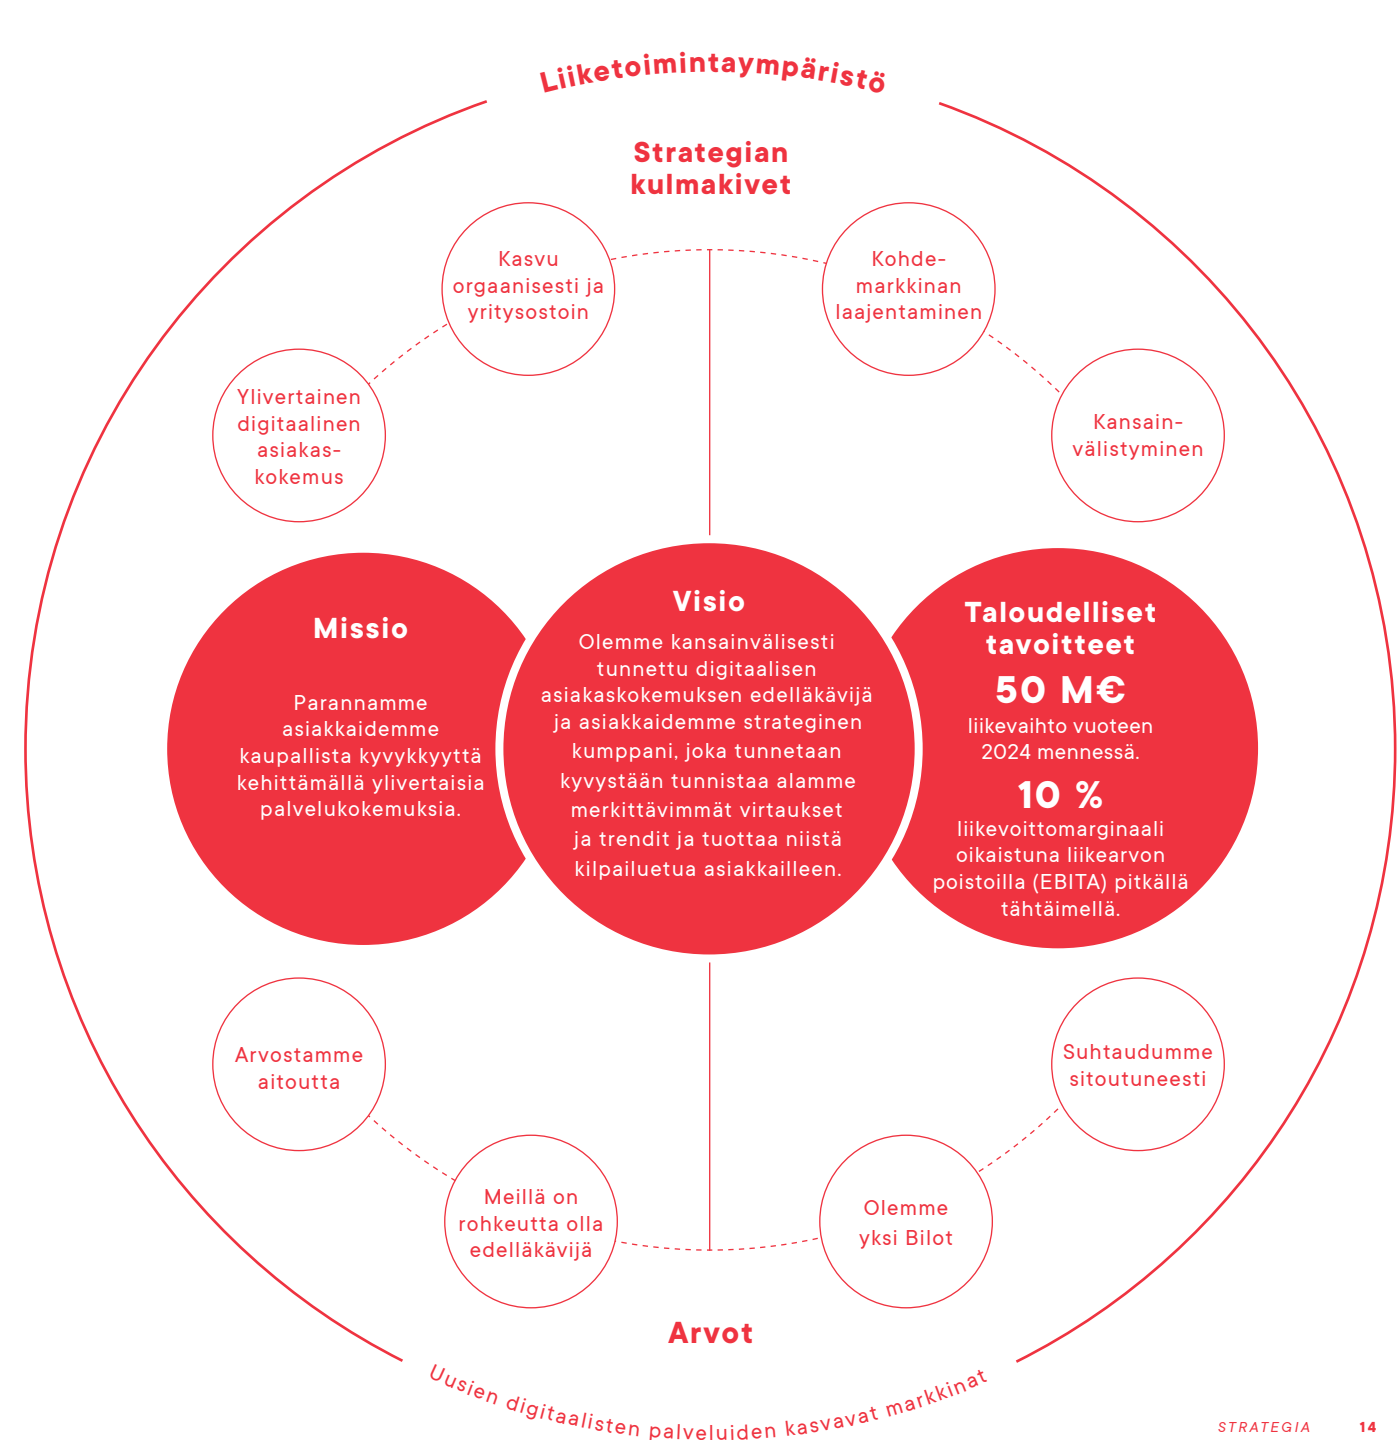 Liiketoimintaympäristö
Strategian
kulmakivet
Ylivertainen
digitaalinen
asiakas-
kokemus
Kasvu
orgaanisesti ja
yritysostoin
Kohde-
markkinan
laajentaminen
Kansain-
välistyminen
Missio
Parannamme
asiakkaidemme
kaupallista kyvykkyyttä
kehittämällä ylivertaisia
palvelukokemuksia.
Visio
Olemme kansainvälisesti
tunnettu digitaalisen
asiakaskokemuksen edelläkävijä
ja asiakkaidemme strateginen
kumppani, joka tunnetaan
kyvystään tunnistaa alamme
merkittävimmät virtaukset
ja trendit ja tuottaa niistä
kilpailuetua asiakkailleen.
Taloudelliset
tavoitteet
50 M€
liikevaihto vuoteen
2024 mennessä.
10 %
liikevoittomarginaali
oikaistuna liikearvon
poistoilla (EBITA) pitkällä
tähtäimellä.
Arvostamme
aitoutta
Meillä on
rohkeutta olla
edelläkävijä
Olemme
yksi Bilot
Suhtaudumme
sitoutuneesti
Arvot
Uusien digitaalisten palveluiden kasvavat markkinat
STRATEGIA 14